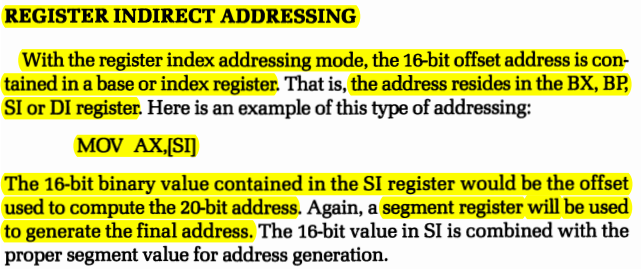 REGISTER INDIRECT ADDRESSING
With the register index addressing mode, the 16-bit offset address is con-
tained in a base or index register. That is, the address resides in the BX, BP,
SI or DI register. Here is an example of this type of addressing:
MOV AX,[SI]
The 16-bit binary value contained in the SI register would be the offset
used to compute the 20-bit address. Again, a segment register will be used
to generate the final address. The 16-bit value in SI is combined with the
proper segment value for address generation.